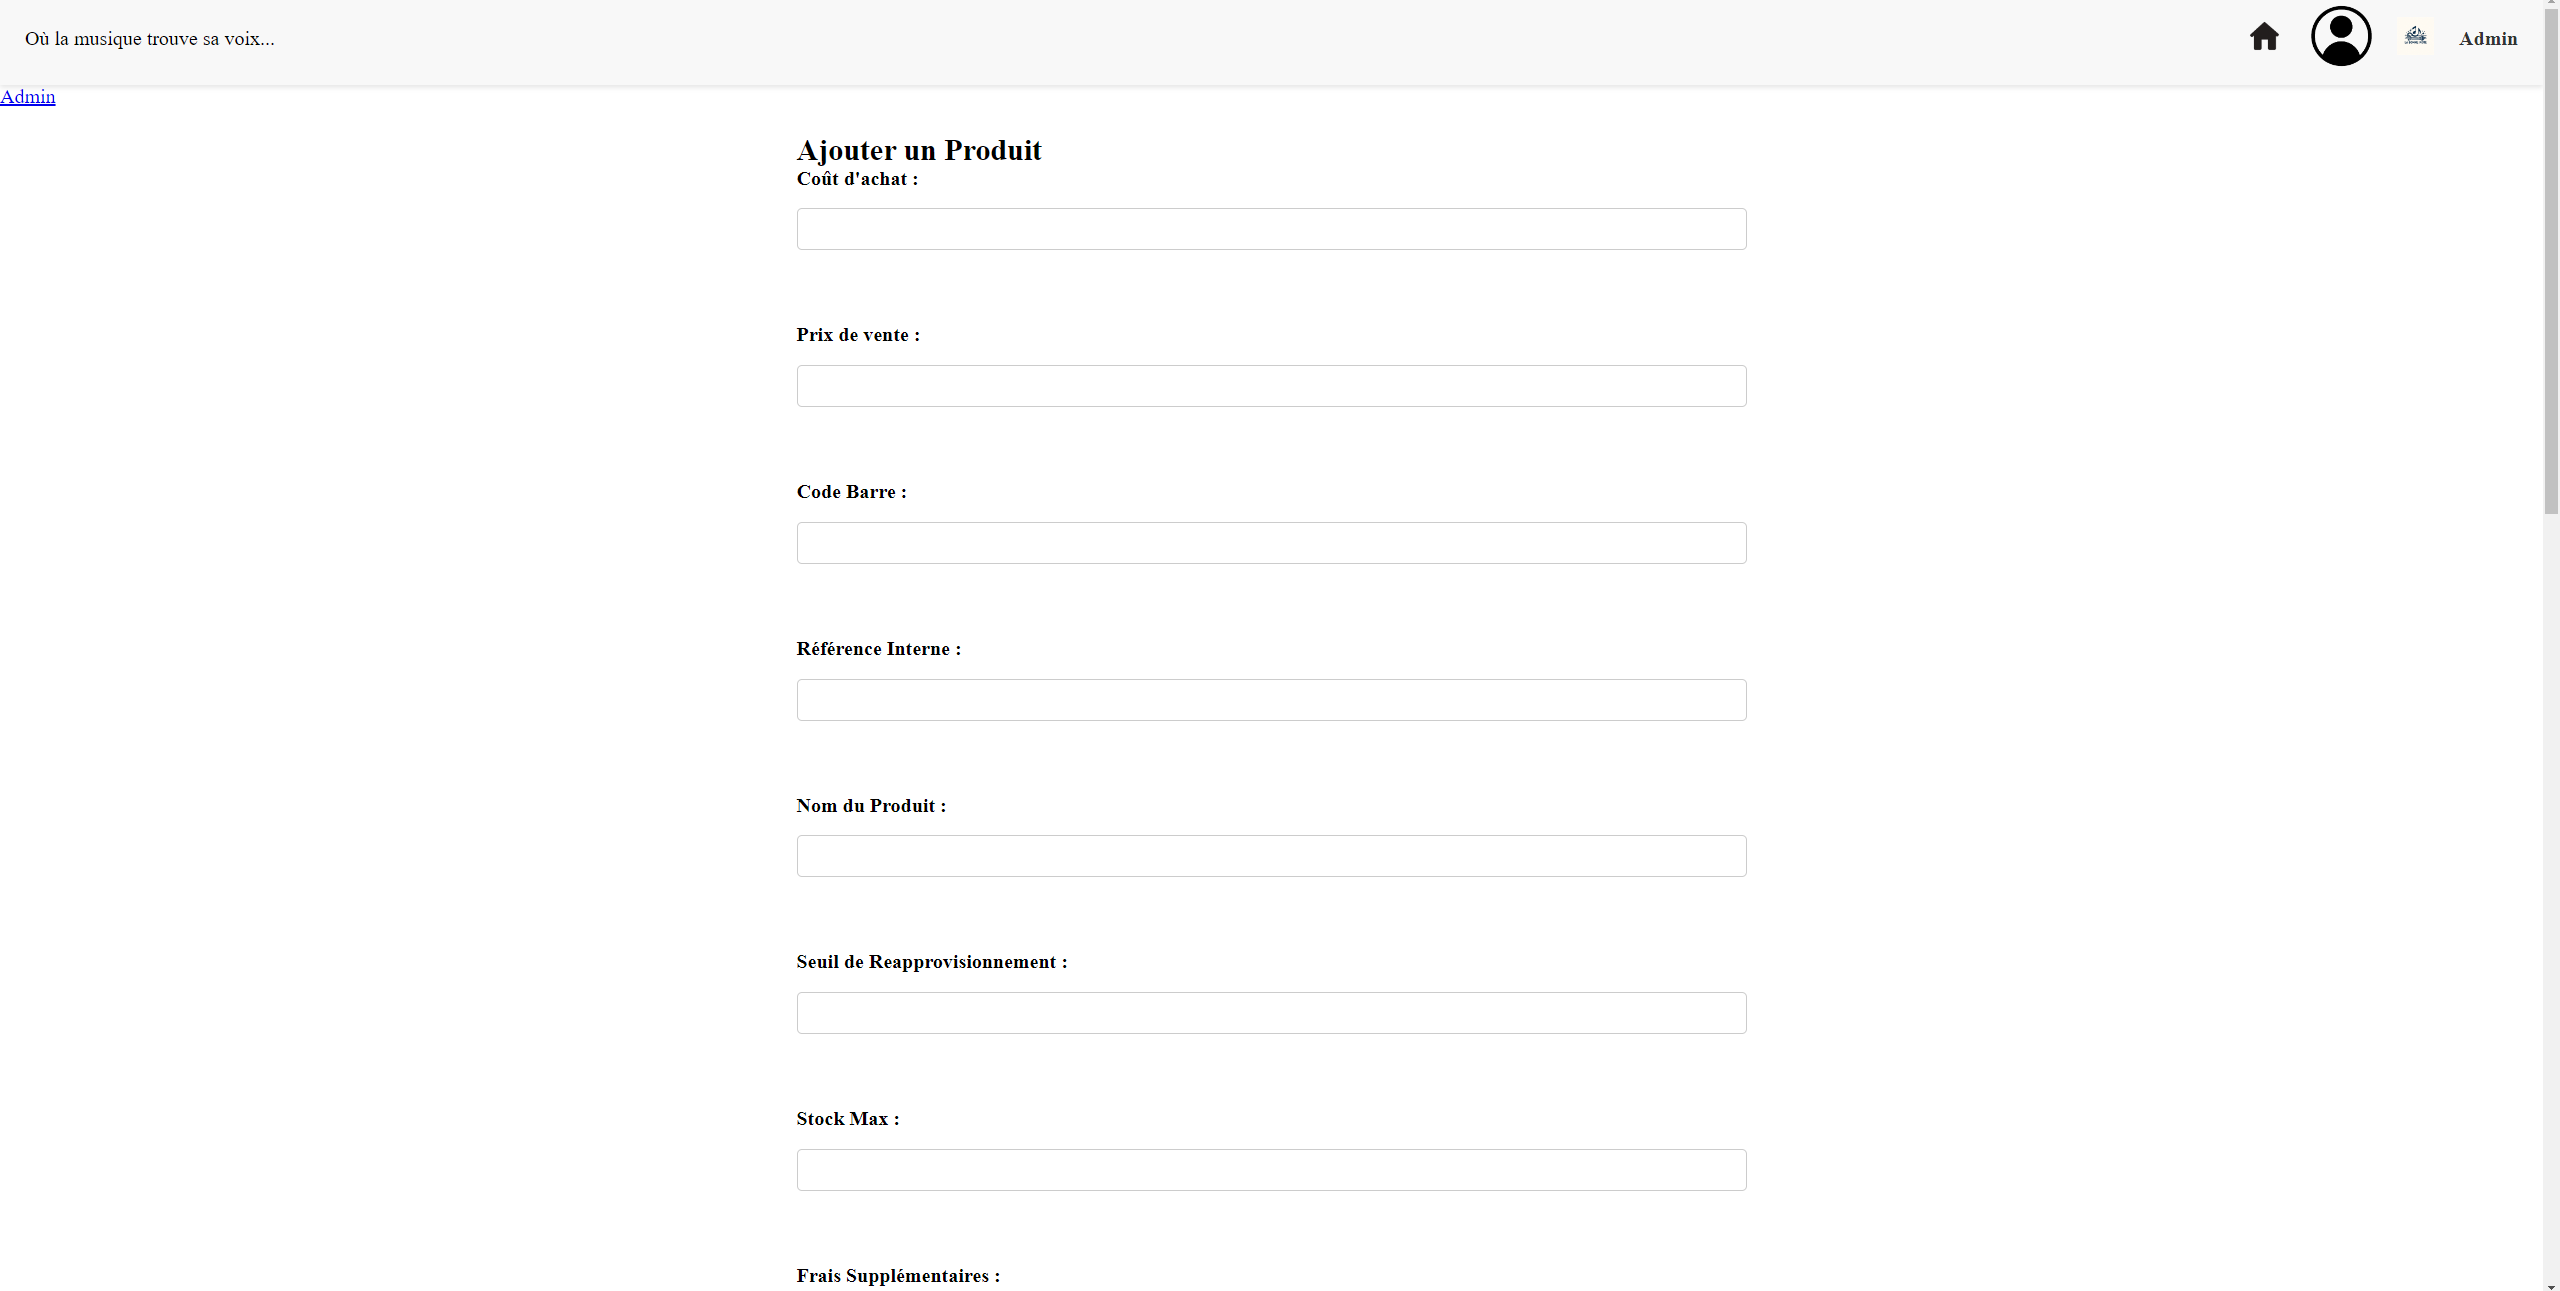 Où la musique trouve sa voix...
Admin
Admin
Ajouter un Produit
Coût d'achat :
Prix de vente :
Code Barre :
Référence Interne :
Nom du Produit :
Seuil de Reapprovisionnement :
Stock Max :
Frais Supplémentaires :